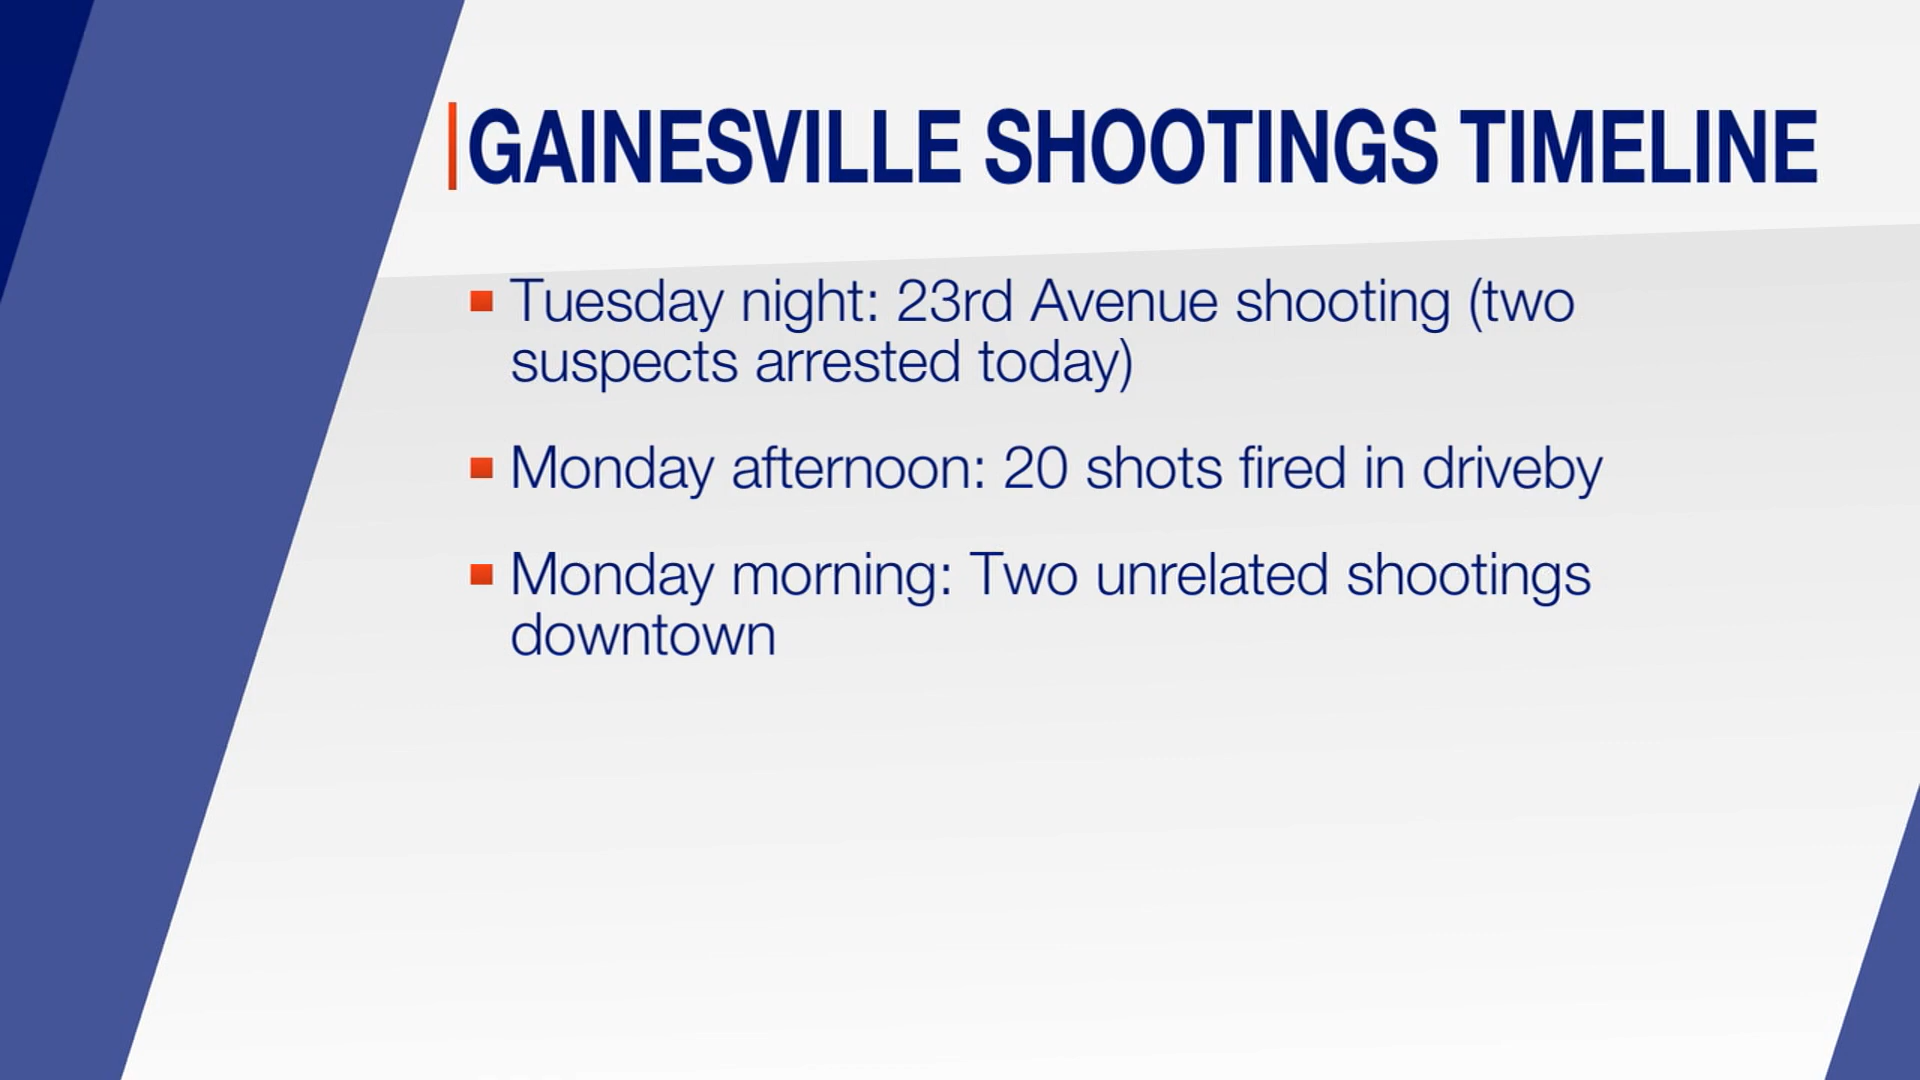 GAINESVILLE SHOOTINGS TIMELINE
Tuesday night: 23rd Avenue shooting (two
suspects arrested today)
Monday afternoon: 20 shots fired in driveby
Monday morning: Two unrelated shootings
downtown